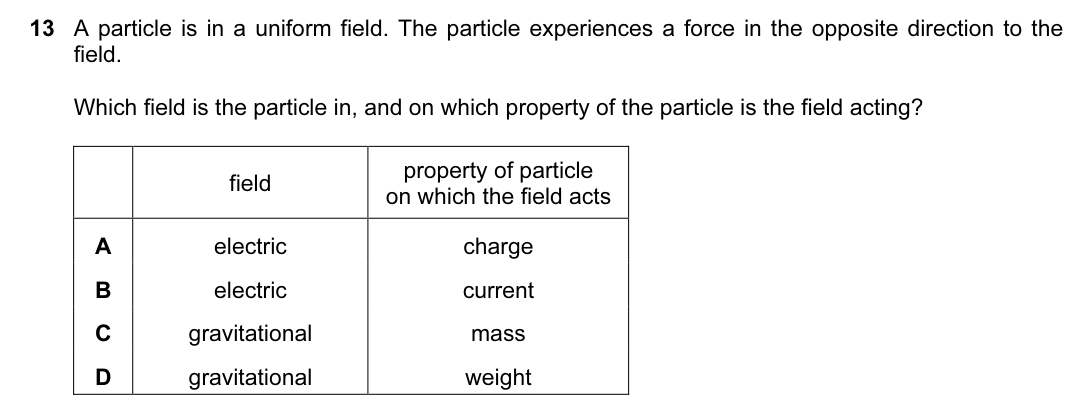 13 A particle is in a uniform field. The particle experiences a force in the opposite direction to the
field.
Which field is the particle in, and on which property of the particle is the field acting?
field
property of particle
on which the field acts
A electric charge
B electric current
C gravitational mass
D gravitational weight